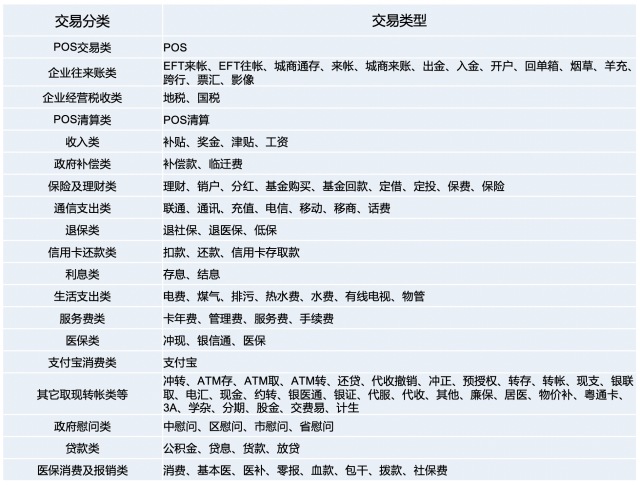 交易分类 交易类型
POS交易类 POS
企业往来账类 EFT来帐、EFT往帐、城商通存、来帐、城商来账、出金、入金、开户、回单箱、烟草、羊充、
跨行、票汇、影像
企业经营税收类 地税、国税
POS清算类 POS清算
收入类 补贴、奖金、津贴、工资
政府补偿类 补偿款、临迁费
保险及理财类 理财、销户、分红、基金购买、基金回款、定借、定投、保费、保险
通信支出类 联通、通讯、充值、电信、移动、移商、话费
退保类 退社保、退医保、低保
信用卡还款类 扣款、还款、信用卡存取款
利息类 存息、结息
生活支出类 电费、煤气、排污、热水费、水费、有线电视、物管
服务费类 卡年费、管理费、服务费、手续费
医保类 冲现、银信通、医保
支付宝消费类 支付宝
其它取现转帐类等 冲转、ATM存、ATM取、ATM转、还贷、代收撤销、冲正、预授权、转存、转帐、现支、银联
取、电汇、现金、约转、银医通、银证、代服、代收、其他、廉保、居医、物价补、粤通卡、
3A、学杂、分期、股金、交费易、计生
政府慰问类 中慰问、区慰问、市慰问、省慰问
贷款类 公积金、贷息、货款、放贷
医保消费及报销类 消费、基本医、医补、零报、血款、包干、拨款、社保费